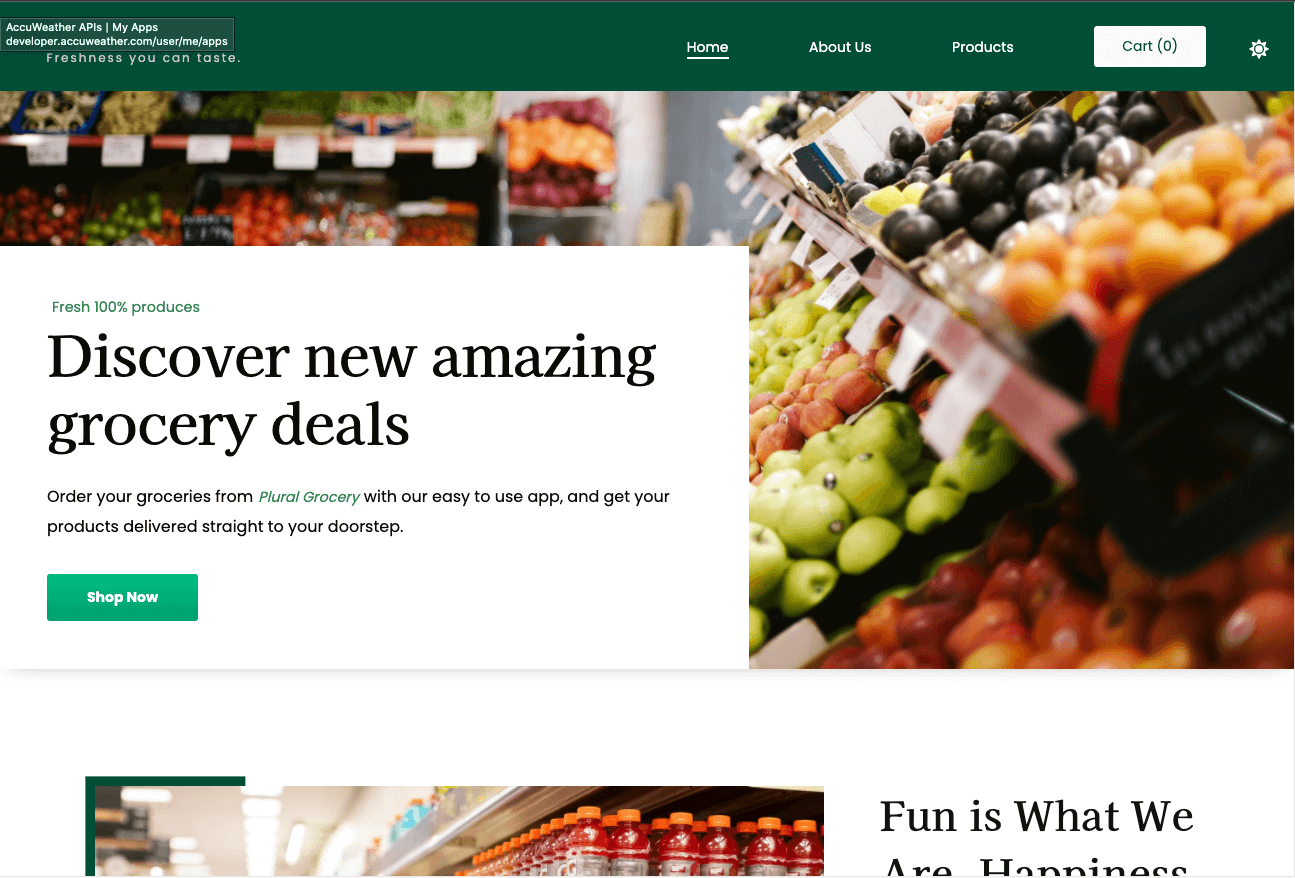 AccuWeather APIs | My Apps
developer.accuweather.com/user/me/apps
Freshness you can taste.
Home
About Us
Products
Cart (0)
Fresh 100% produces
Discover new amazing
grocery deals
Order your groceries from Plural Grocery with our easy to use app, and get your
products delivered straight to your doorstep.
Shop Now
Fun is What We
Are, Happiness